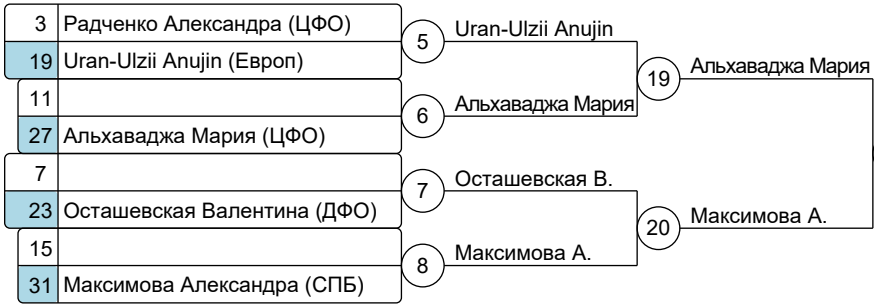 3 Радченко Александра (ЦФО)
19 Uran-Ulzii Anujin (Европ)
5 Uran-Ulzii Anujin
11
27 Альхаваджа Мария (ЦФО)
6 Альхаваджа Мария
19 Альхаваджа Мария
7
23 Осташевская Валентина (ДФО)
7 Осташевская В.
15
31 Максимова Александра (СПБ)
8 Максимова А.
20 Максимова А.